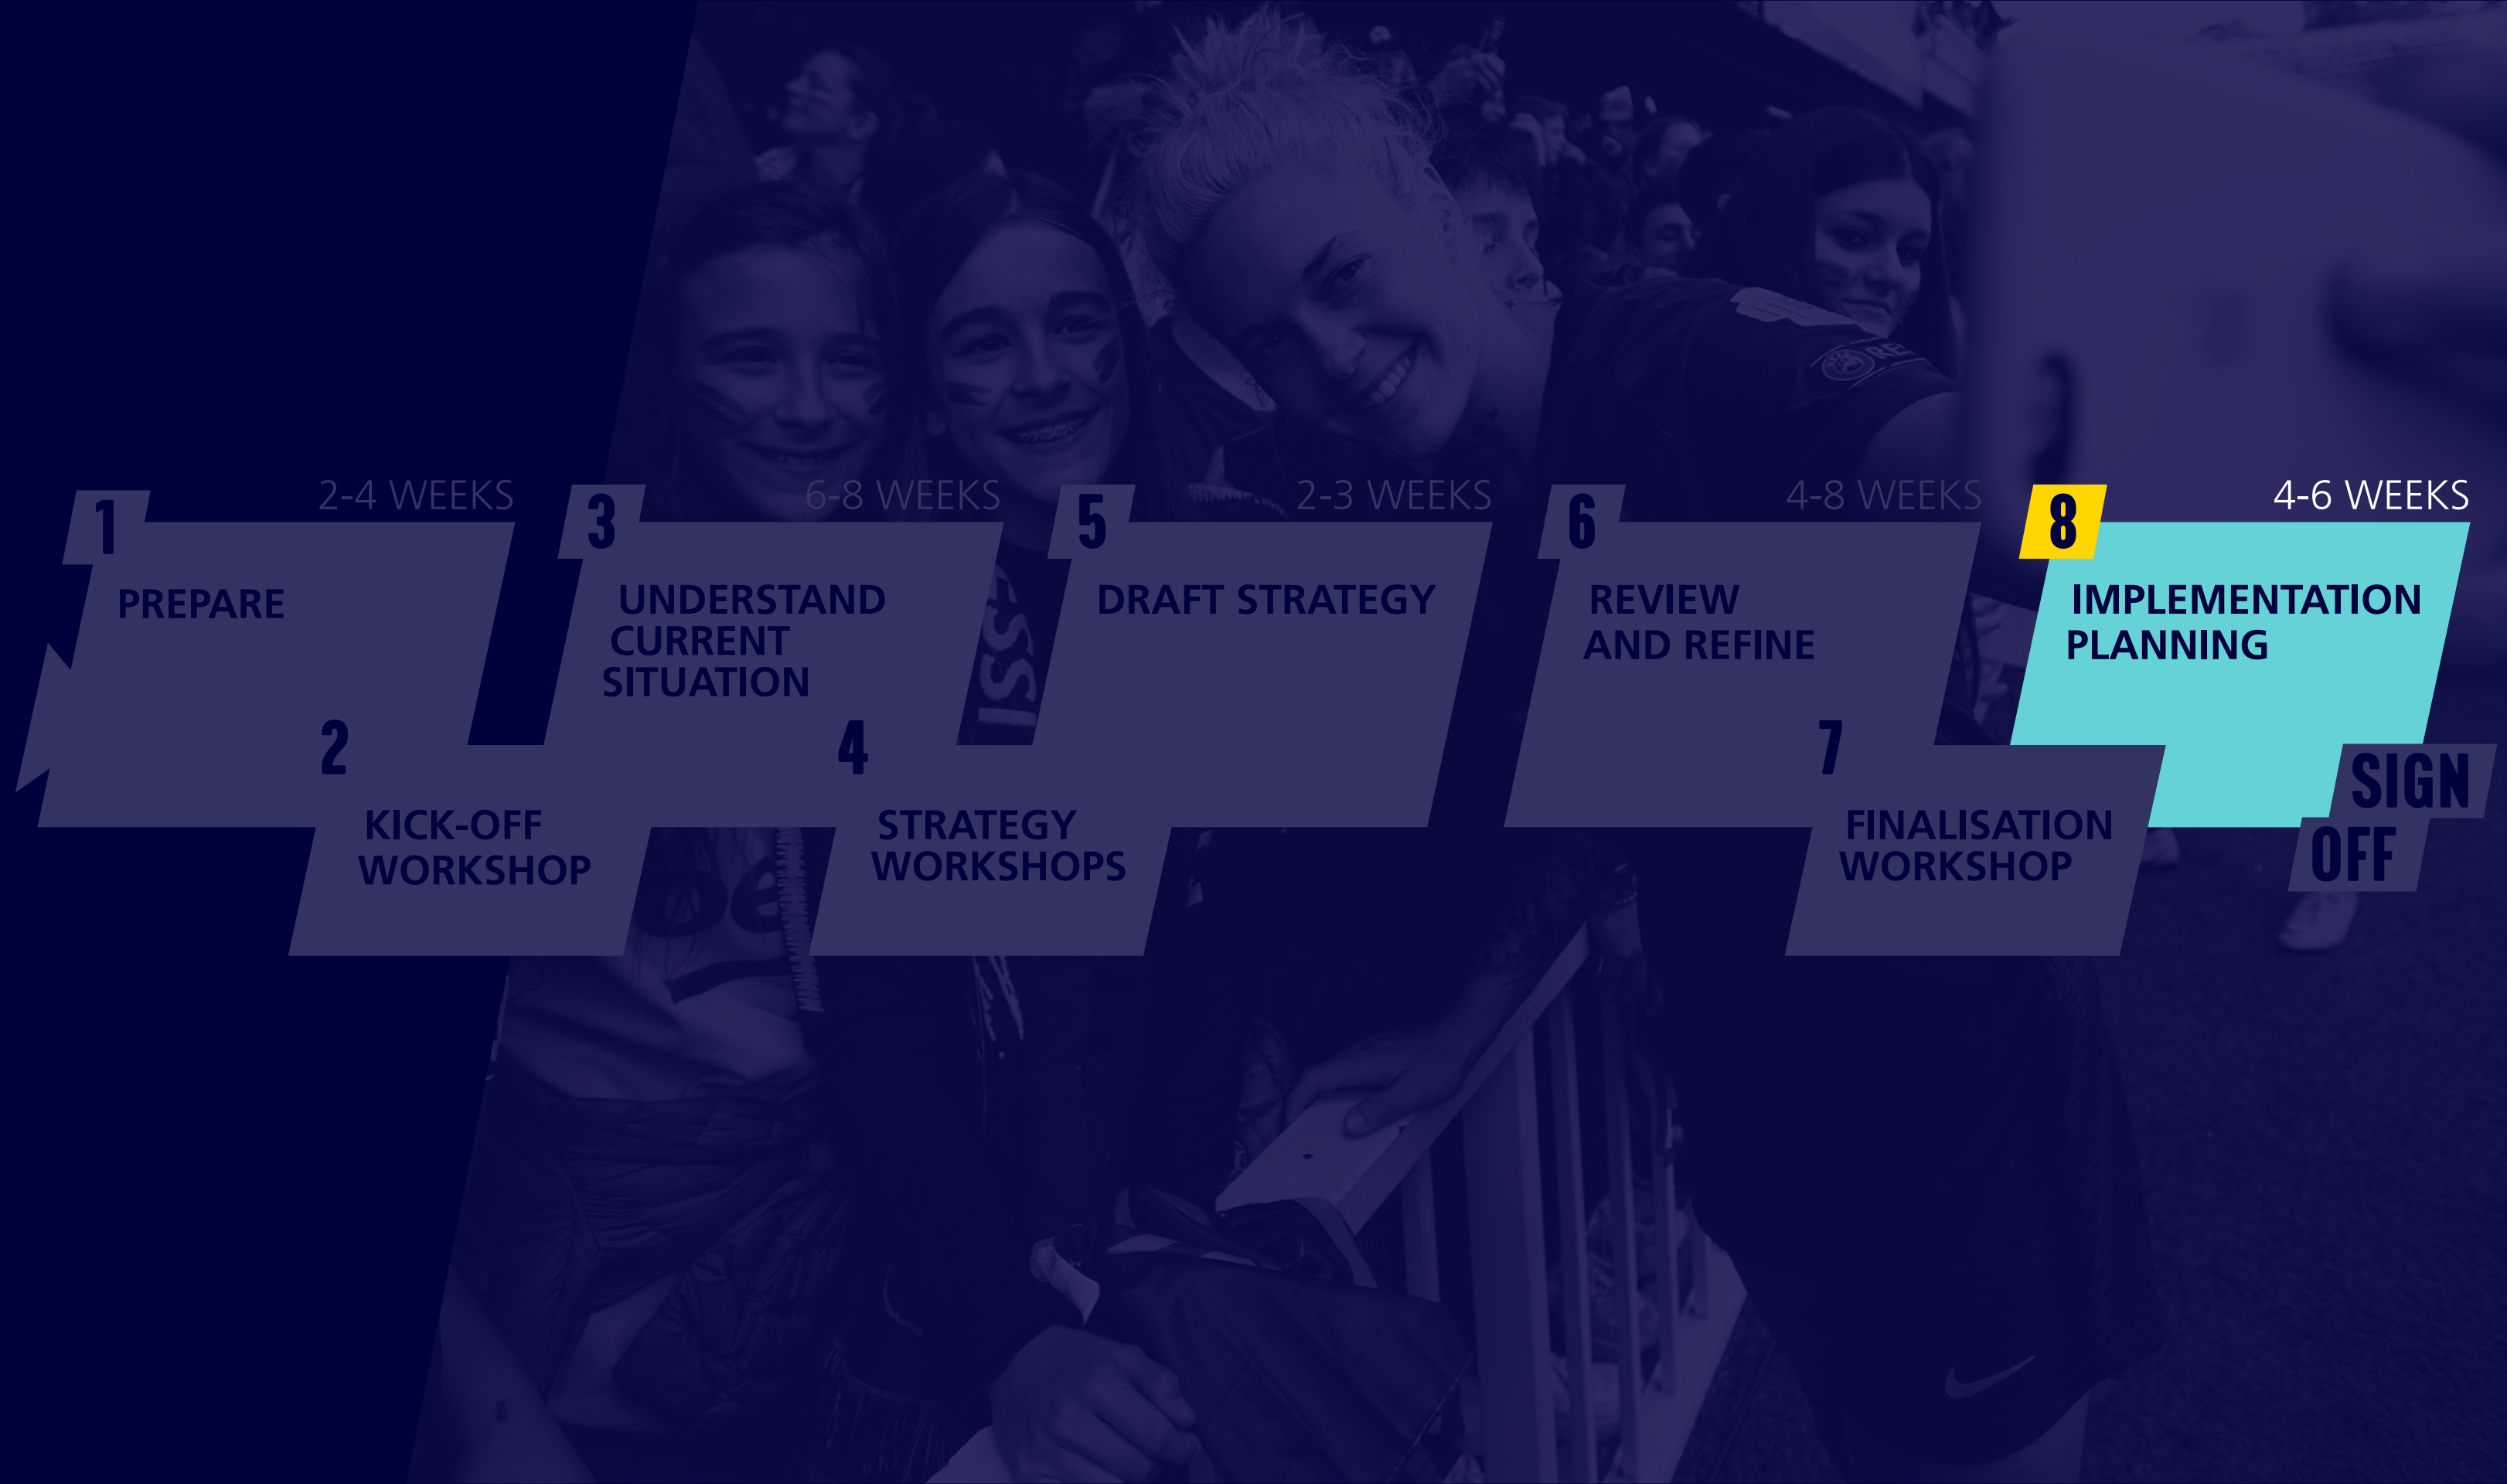 2-4 WEEKS
1
PREPARE
2
KICK-OFF
WORKSHOP
6-8 WEEKS
3
UNDERSTAND
CURRENT
SITUATION
4
STRATEGY
WORKSHOPS
2-3 WEEKS
5
DRAFT STRATEGY
4-8 WEEKS
6
REVIEW
AND REFINE
7
FINALISATION
WORKSHOP
4-6 WEEKS
8
IMPLEMENTATION
PLANNING
SIGN
OFF